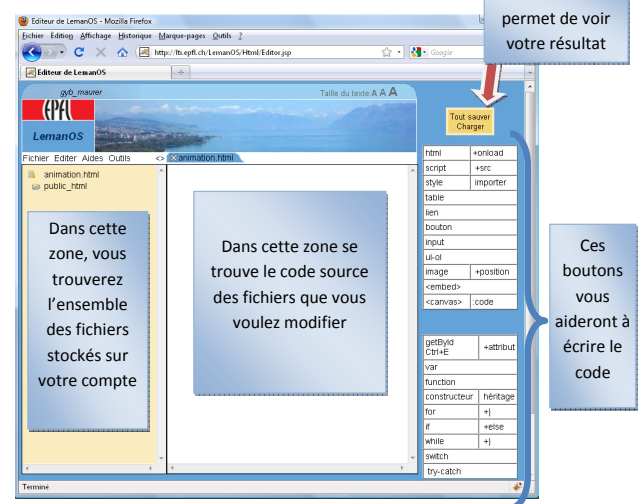 permet de voir
votre résultat
Editeur de LemanOS - Mozilla Firefox
Fichier Édition Affichage Historique Marque-pages Outils ?
http://lti.epfl.ch/LemanOS/Html/Editor.jsp
Google
Editeur de LemanOS
gyb_maurer
Taille du texte:A A A
EPFL
LemanOS
Tout sauver
Charger
Fichier Editer Aides Outils <> animation.html
animation.html
public_html
Dans cette
zone, vous
trouverez
l’ensemble
des fichiers
stockés sur
votre compte
Dans cette zone se
trouve le code source
des fichiers que vous
voulez modifier
html +onload
script +src
style importer
table
lien
bouton
input
ul-ol
image +position
<embed>
<canvas> :code
getById
Ctrl+E +attribut
var
function
constructeur héritage
for +}
if +else
while +}
switch
try-catch
Ces
boutons
vous
aideront à
écrire le
code
Terminé